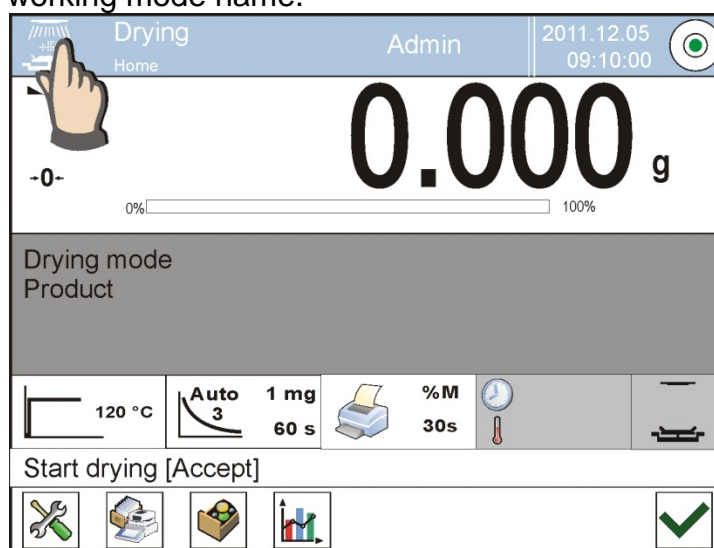 working mode name.
Drying
Home
Admin
2011.12.05
09:10:00
0.000 g
→0←
0% 100%
Drying mode
Product
120 °C
Auto 1 mg
3
60 s
%M
30s
Start drying [Accept]